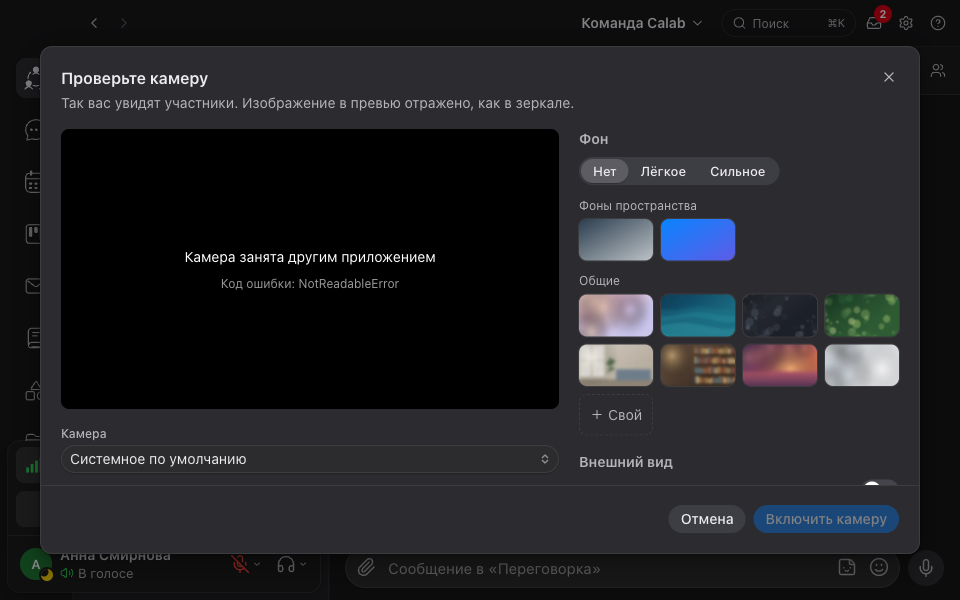 Команда Calab
Поиск
⌘K
2
Проверьте камеру
Так вас увидят участники. Изображение в превью отражено, как в зеркале.
Камера занята другим приложением
Код ошибки: NotReadableError
Камера
Системное по умолчанию
Фон
Нет
Лёгкое
Сильное
Фоны пространства
Общие
+ Свой
Внешний вид
Отмена
Включить камеру
A
Анна Смирнова
В голосе
Сообщение в «Переговорка»